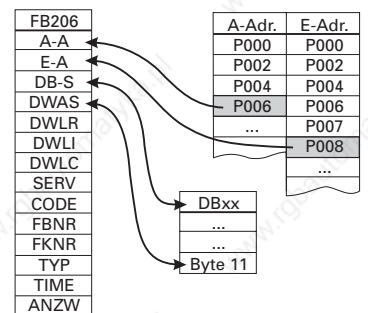 FB206
A-A
E-A
DB-S
DWAS
DWLR
DWLI
DWLC
SERV
CODE
FBNR
FKNR
TYP
TIME
ANZW
A-Adr. E-Adr.
P000 P000
P002 P002
P004 P004
P006 P006
... P007
P008
...
DBxx
...
...
Byte 11